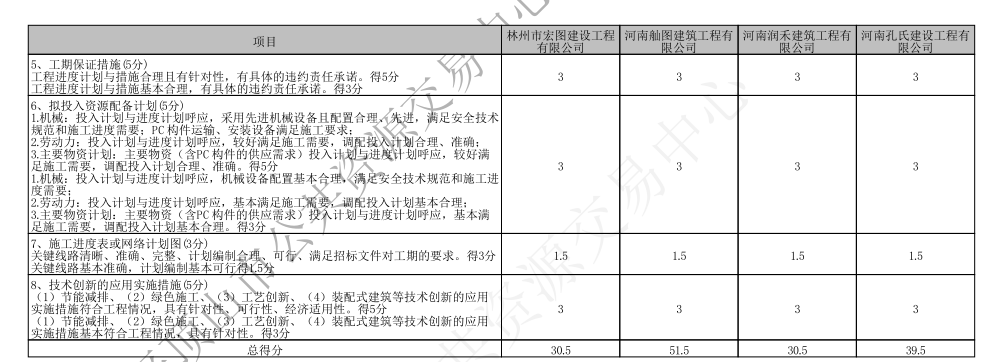 项目
林州市宏图建设工程有限公司
河南舢图建筑工程有限公司
河南润禾建筑工程有限公司
河南孔氏建设工程有限公司
5、工期保证措施(5分)
工程进度计划与措施合理且有针对性，有具体的违约责任承诺。得5分
工程进度计划与措施基本合理，有具体的违约责任承诺。得3分
3 3 3 3
6、拟投入资源配备计划(5分)
1.机械：投入计划与进度计划呼应，采用先进机械设备且配置合理、先进，满足安全技术
规范和施工进度需要；PC构件运输、安装设备满足施工要求；
2.劳动力：投入计划与进度计划呼应，较好满足施工需要，调配投入计划合理、准确；
3.主要物资计划：主要物资（含PC构件的供应需求）投入计划与进度计划呼应，较好满
足施工需要，调配投入计划合理、准确。得5分
1.机械：投入计划与进度计划呼应，机械设备配置基本合理，满足安全技术规范和施工进
度需要；
2.劳动力：投入计划与进度计划呼应，基本满足施工需要，调配投入计划基本合理；
3.主要物资计划：主要物资（含PC构件的供应需求）投入计划与进度计划呼应，基本满
足施工需要，调配投入计划基本合理。得3分
3 3 3 3
7、施工进度表或网络计划图(3分)
关键线路清晰、准确、完整、计划编制合理、可行、满足招标文件对工期的要求。得3分
关键线路基本准确，计划编制基本可行得1.5分
1.5 1.5 1.5 1.5
8、技术创新的应用实施措施(5分)
（1）节能减排、（2）绿色施工、（3）工艺创新、（4）装配式建筑等技术创新的应用
实施措施符合工程情况，具有针对性、可行性、经济适用性。得5分
（1）节能减排、（2）绿色施工、（3）工艺创新、（4）装配式建筑等技术创新的应用
实施措施基本符合工程情况，具有针对性。得3分
3 3 3 3
总得分 30.5 51.5 30.5 39.5